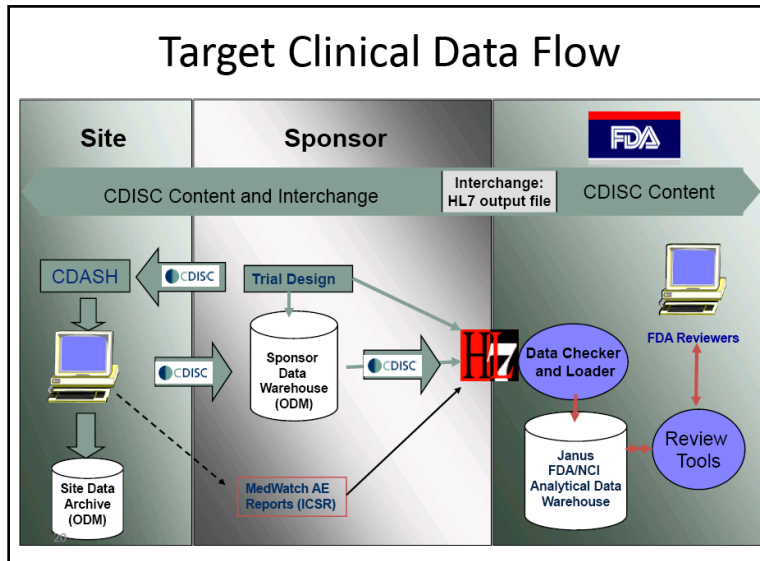 Target Clinical Data Flow
Site
Sponsor
FDA
CDISC Content and Interchange
Interchange:
HL7 output file
CDISC Content
CDASH
CDISC
Trial Design
FDA Reviewers
Sponsor
Data
Warehouse
(ODM)
CDISC
CDISC
HL7
Data Checker
and Loader
Janus
FDA/NCI
Analytical Data
Warehouse
Review
Tools
Site Data
Archive
(ODM)
MedWatch AE
Reports (ICSR)
20